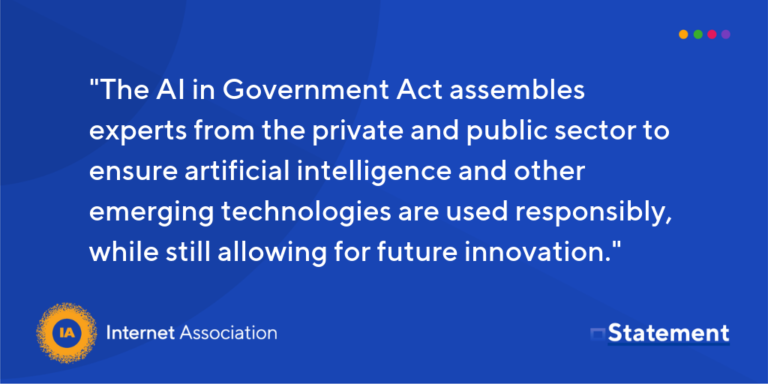 "The AI in Government Act assembles
experts from the private and public sector to
ensure artificial intelligence and other
emerging technologies are used responsibly,
while still allowing for future innovation."
IA
Internet Association
Statement